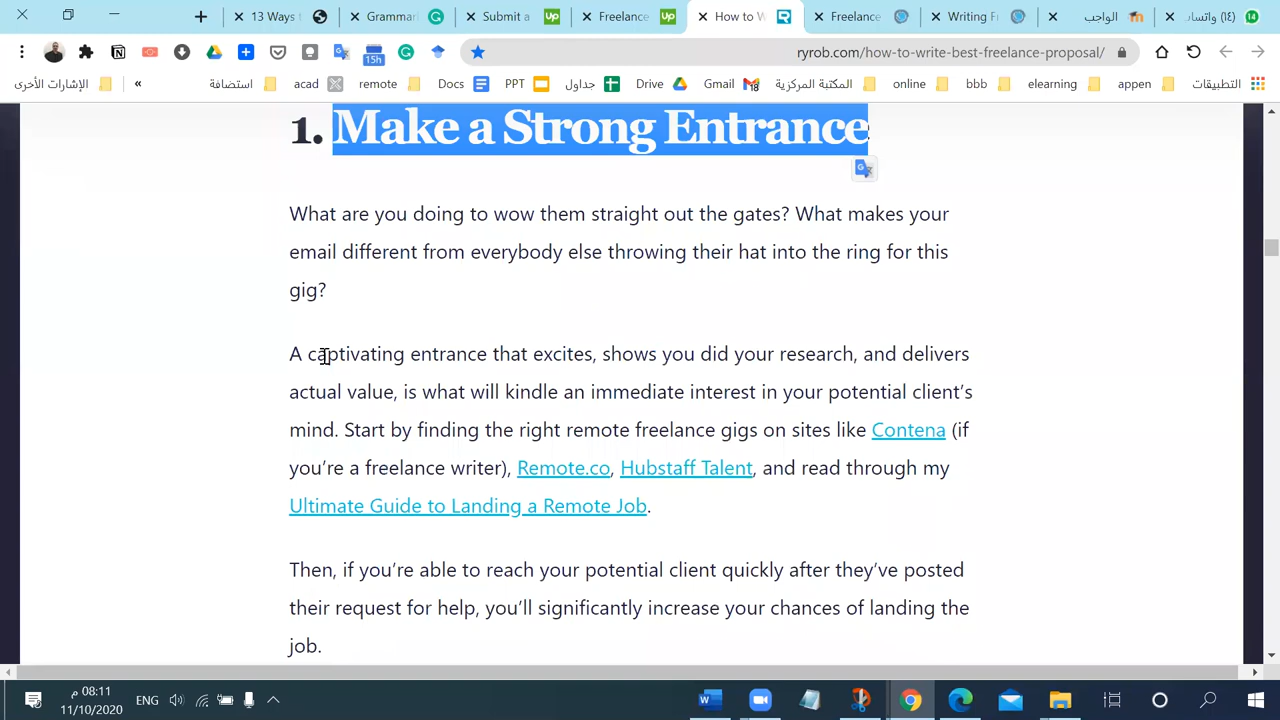 13 Ways t
Grammar
Submit a
Freelance
How to W
Freelance
Writing Fr
الواجب
(١٤) واتساب
14
15h
ryrob.com/how-to-write-best-freelance-proposal/
الإشارات الأخرى
»
استضافة
acad
remote
Docs
PPT
جداول
Drive
Gmail
المكتبة المركزية
online
bbb
elearning
appen
التطبيقات
1. Make a Strong Entrance
What are you doing to wow them straight out the gates? What makes your
email different from everybody else throwing their hat into the ring for this
gig?
A captivating entrance that excites, shows you did your research, and delivers
actual value, is what will kindle an immediate interest in your potential client's
mind. Start by finding the right remote freelance gigs on sites like Contena (if
you're a freelance writer), Remote.co, Hubstaff Talent, and read through my
Ultimate Guide to Landing a Remote Job.
Then, if you're able to reach your potential client quickly after they've posted
their request for help, you'll significantly increase your chances of landing the
job.
08:11 م
11/10/2020
ENG